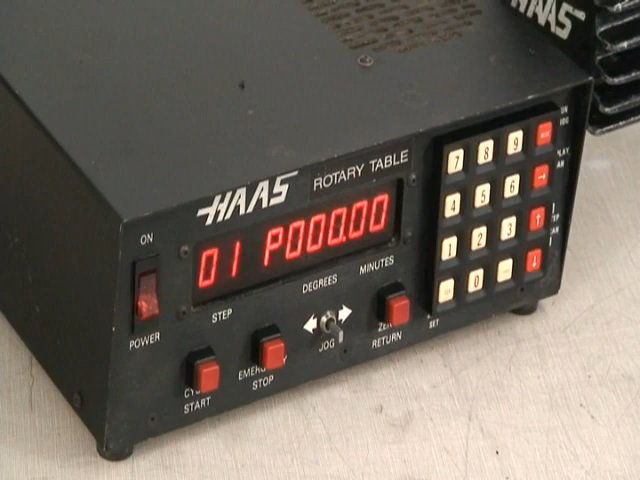 HAAS
HAAS ROTARY TABLE
01 P000.00
STEP DEGREES MINUTES
ON
POWER
START
STOP
JOG
RETURN
SET
7 8 9
4 5 6
1 2 3
0